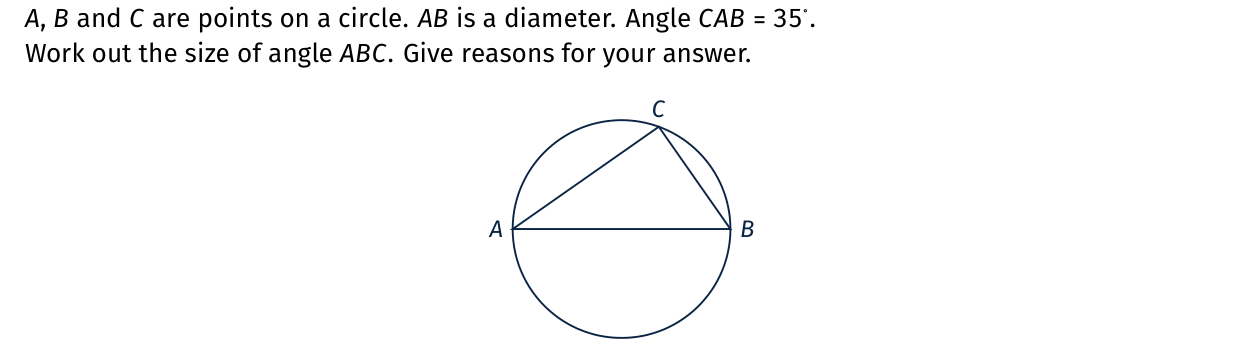 A, B and C are points on a circle. AB is a diameter. Angle CAB = 35°.
Work out the size of angle ABC. Give reasons for your answer.
C
A
B